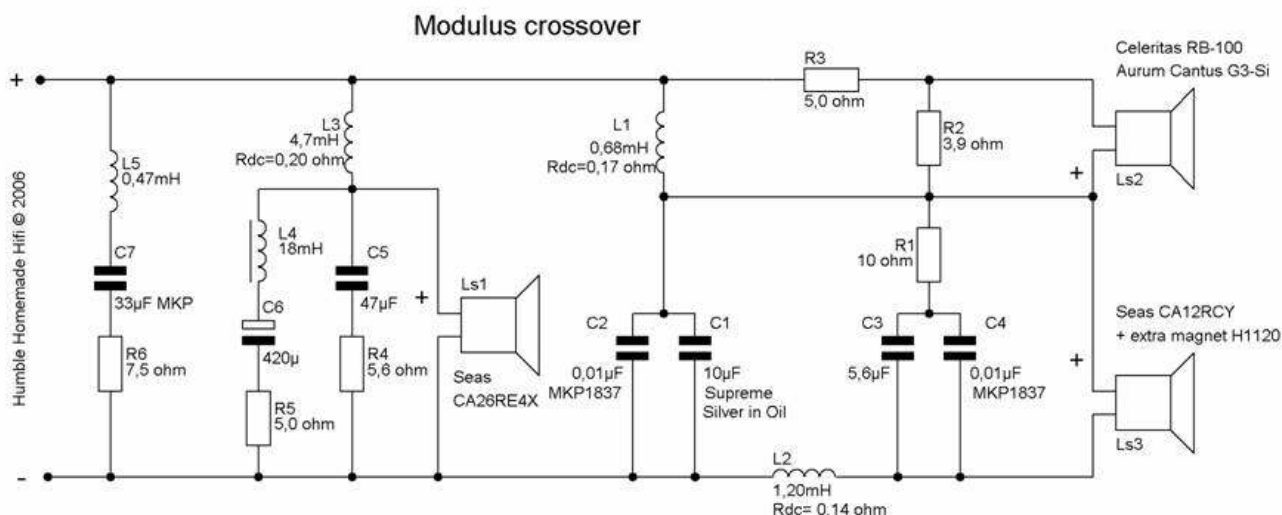 Modulus crossover
Celeritas RB-100
Aurum Cantus G3-Si
+
R3
5,0 ohm
L3
4,7mH
Rdc=0,20 ohm
L1
0,68mH
Rdc=0,17 ohm
R2
3,9 ohm
L5
0,47mH
+
Ls2
Humble Homemade Hifi © 2006
L4
18mH
R1
10 ohm
C7
33µF MKP
C5
47µF
+
Ls1
C6
420µ
C2
0,01µF
MKP1837
C1
10µF
Supreme
Silver in Oil
C3
5,6µF
C4
0,01µF
MKP1837
Seas CA12RCY
+ extra magnet H1120
+
R6
7,5 ohm
R4
5,6 ohm
Seas
CA26RE4X
R5
5,0 ohm
Ls3
-
L2
1,20mH
Rdc= 0,14 ohm